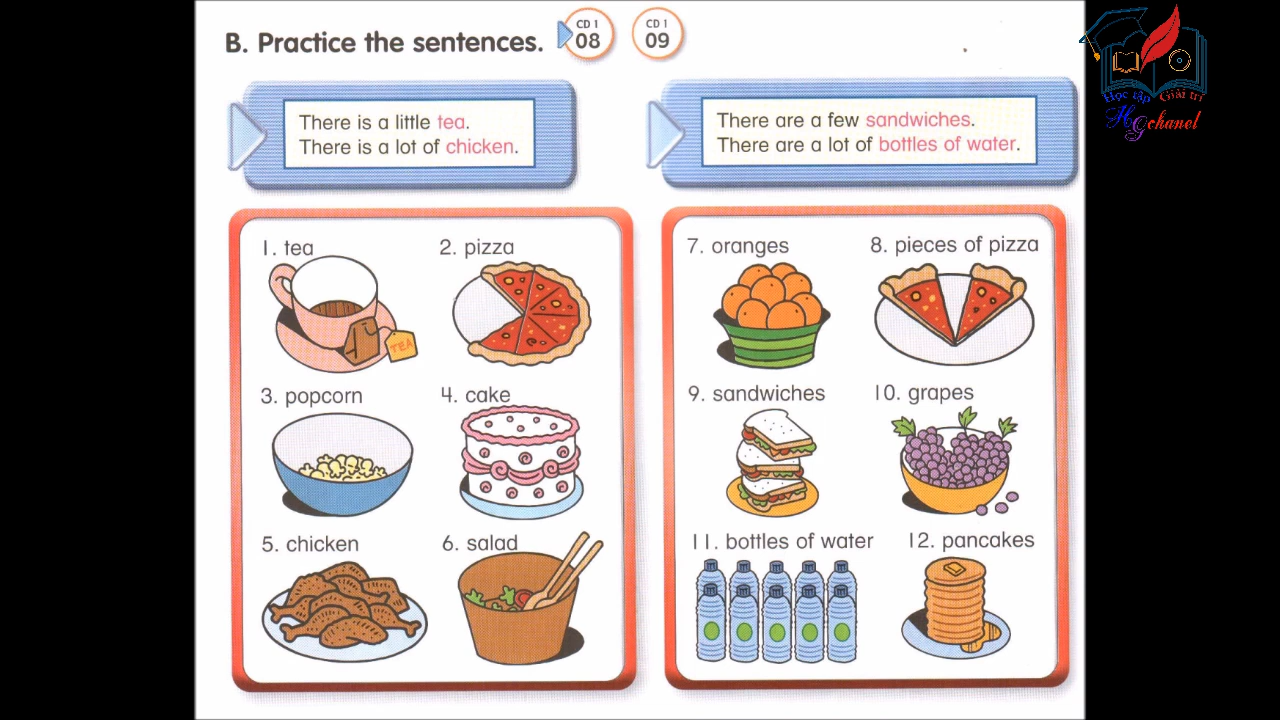 B. Practice the sentences.
CD 1
08
CD 1
09
There is a little tea.
There is a lot of chicken.
There are a few sandwiches.
There are a lot of bottles of water.
1. tea
2. pizza
TEA
3. popcorn
4. cake
5. chicken
6. salad
7. oranges
8. pieces of pizza
9. sandwiches
10. grapes
11. bottles of water
12. pancakes
Học tập Giải trí
HG chanel